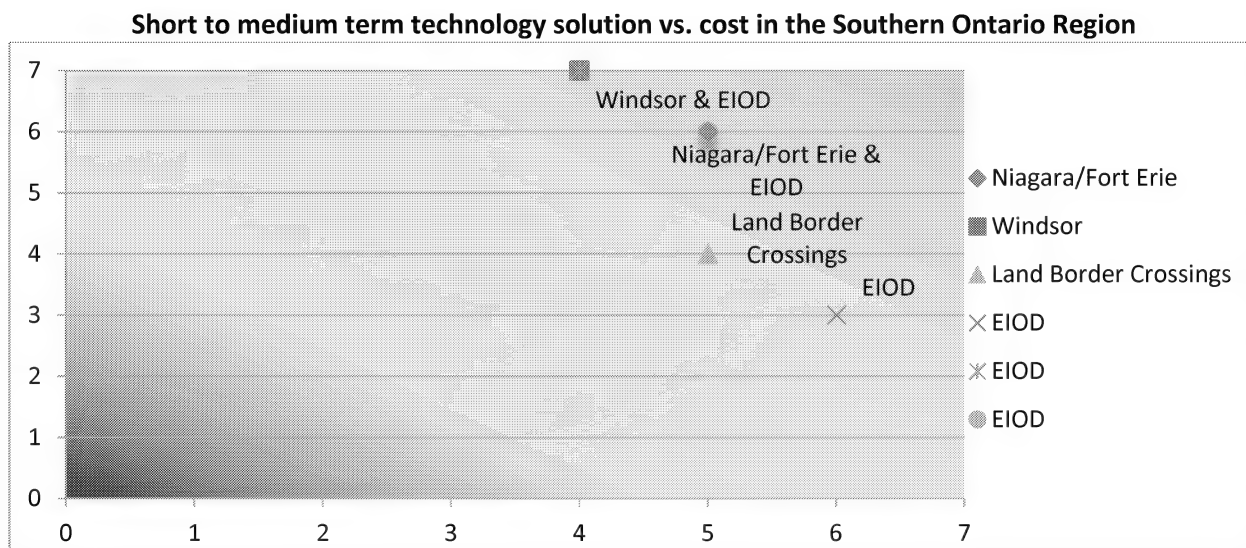 Short to medium term technology solution vs. cost in the Southern Ontario Region
7
6
5
4
3
2
1
0
0 1 2 3 4 5 6 7
Windsor & EIOD
Niagara/Fort Erie &
EIOD
Land Border
Crossings
EIOD
Niagara/Fort Erie
Windsor
Land Border Crossings
EIOD
EIOD
EIOD